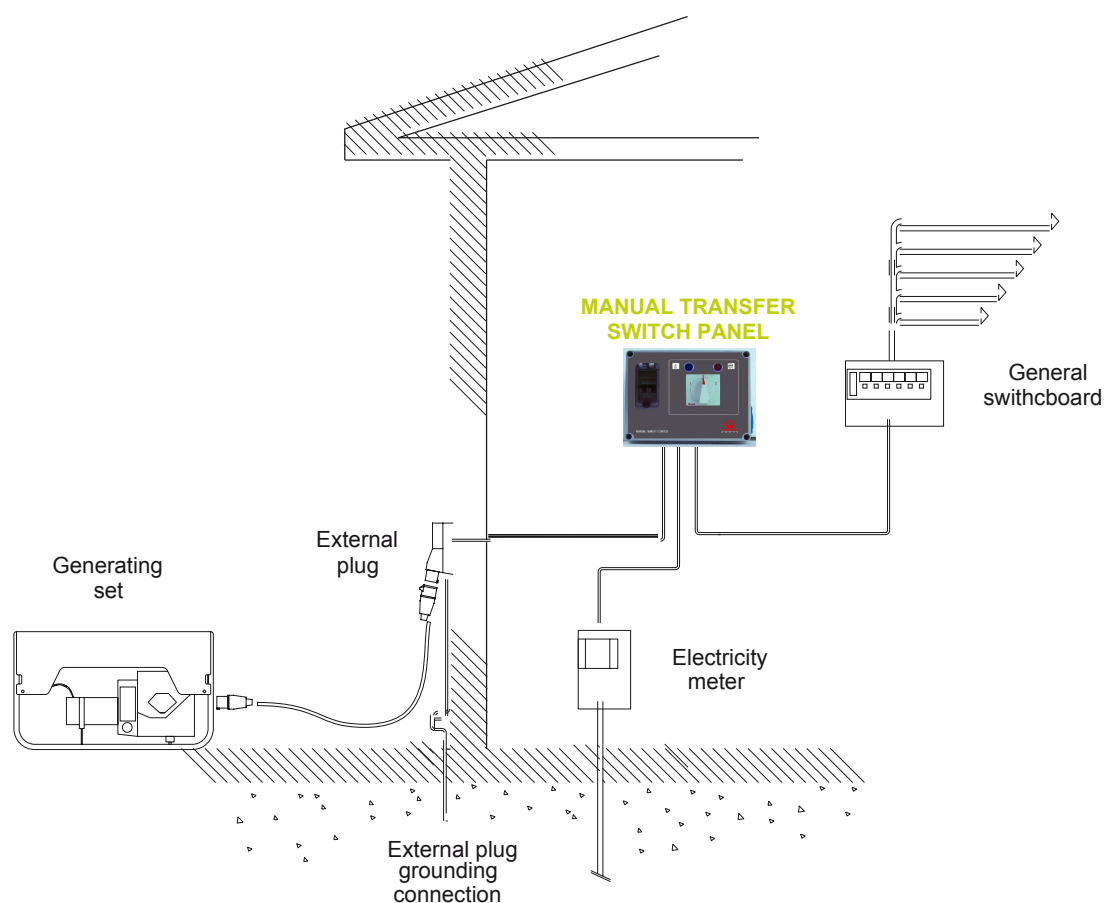 MANUAL TRANSFER
SWITCH PANEL
General
swithcboard
External
plug
Generating
set
Electricity
meter
External plug
grounding
connection